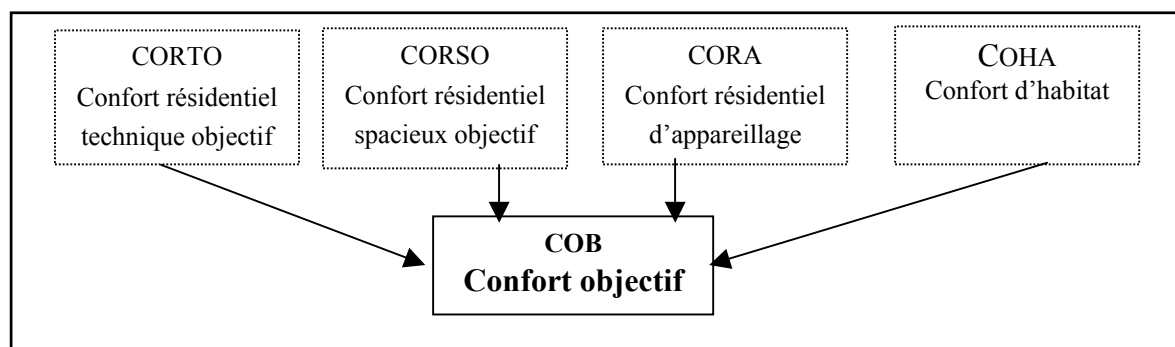 CORTO
Confort résidentiel
technique objectif
CORSO
Confort résidentiel
spacieux objectif
CORA
Confort résidentiel
d'appareillage
COHA
Confort d'habitat
COB
Confort objectif